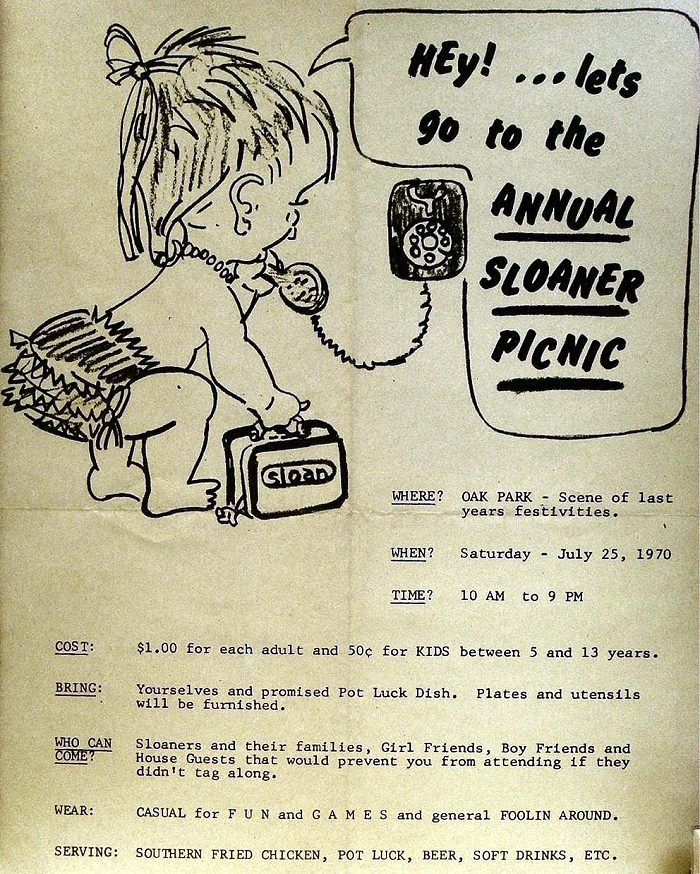 HEy! ...lets
go to the
ANNUAL
SLOANER
PICNIC
sloan
WHERE? OAK PARK - Scene of last
years festivities.
WHEN? Saturday - July 25, 1970
TIME? 10 AM to 9 PM
COST: $1.00 for each adult and 50¢ for KIDS between 5 and 13 years.
BRING: Yourselves and promised Pot Luck Dish. Plates and utensils
will be furnished.
WHO CAN Sloaners and their families, Girl Friends, Boy Friends and
COME? House Guests that would prevent you from attending if they
didn't tag along.
WEAR: CASUAL for F U N and G A M E S and general FOOLIN AROUND.
SERVING: SOUTHERN FRIED CHICKEN, POT LUCK, BEER, SOFT DRINKS, ETC.